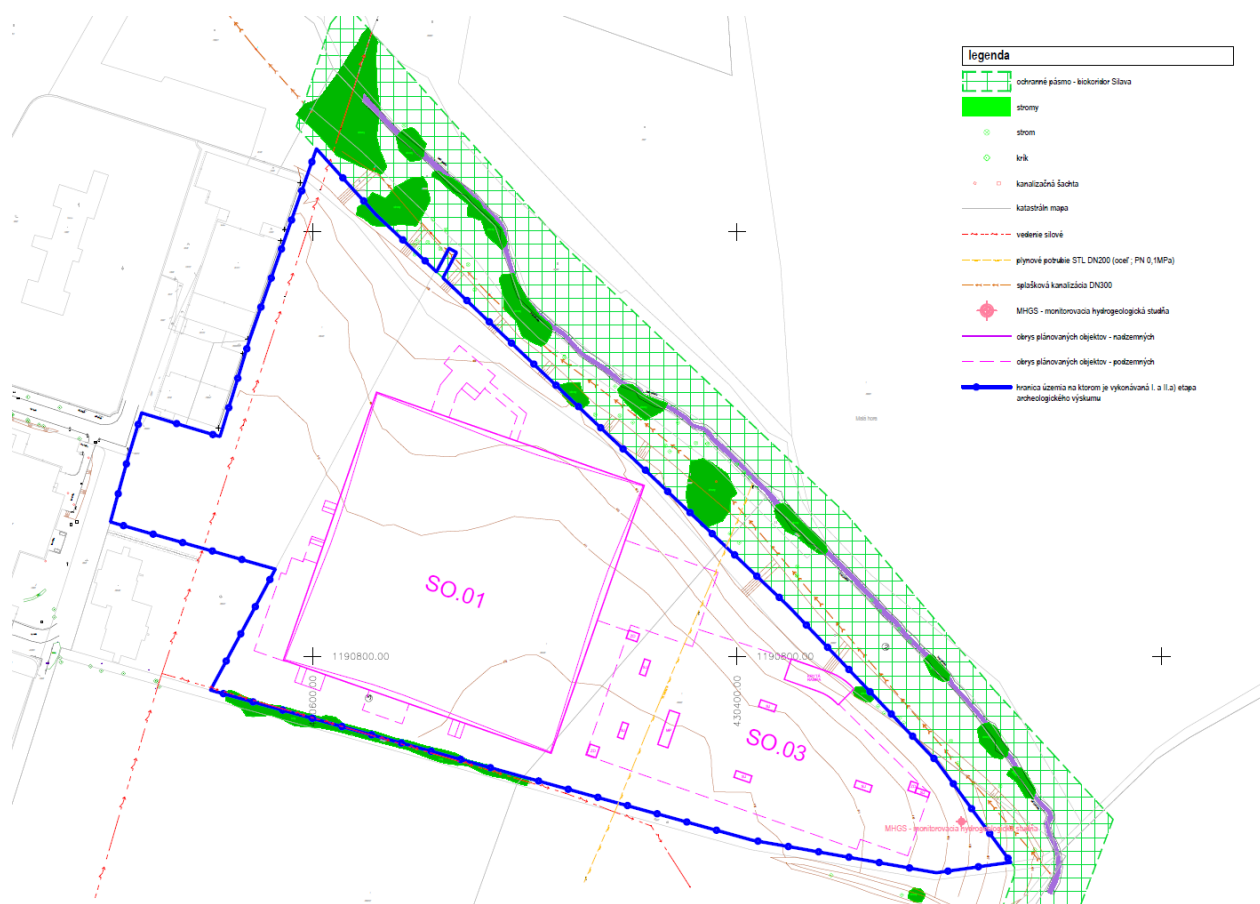 legenda
ochranné pásmo - biokoridor Silava
stromy
strom
krík
kanalizačná šachta
katastráln mapa
vedenie silové
plynové potrubie STL DN200 (oceľ ; PN 0,1MPa)
splašková kanalizácia DN300
MHGS - monitorovacia hydrogeologická studňa
obrys plánovaných objektov - nadzemných
obrys plánovaných objektov - podzemných
hranica územia na ktorom je vykonávaná I. a II.a) etapa
archeologického výskumu
SO.01
1190800.00
1190800.00
430400.00
SO.03
MHGS - monitorovacia hydrogeologická studňa